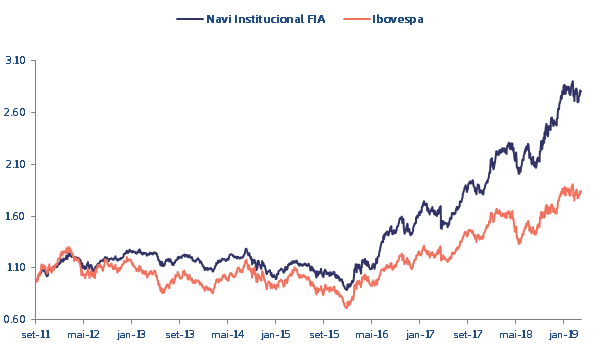 Navi Institucional FIA
Ibovespa
3.10
2.60
2.10
1.60
1.10
0.60
set-11 mai-12 jan-13 set-13 mai-14 jan-15 set-15 mai-16 jan-17 set-17 mai-18 jan-19